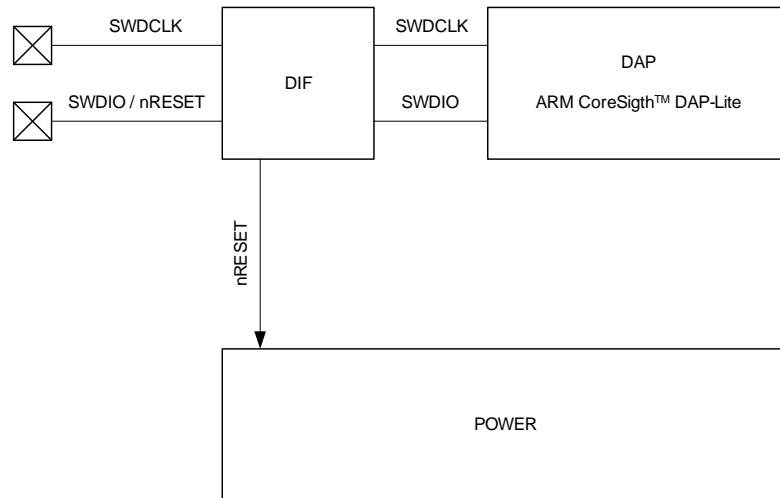 SWDCLK
SWDCLK
DIF
DAP
SWDIO / nRESET
SWDIO
ARM CoreSigth™ DAP-Lite
nRESET
POWER